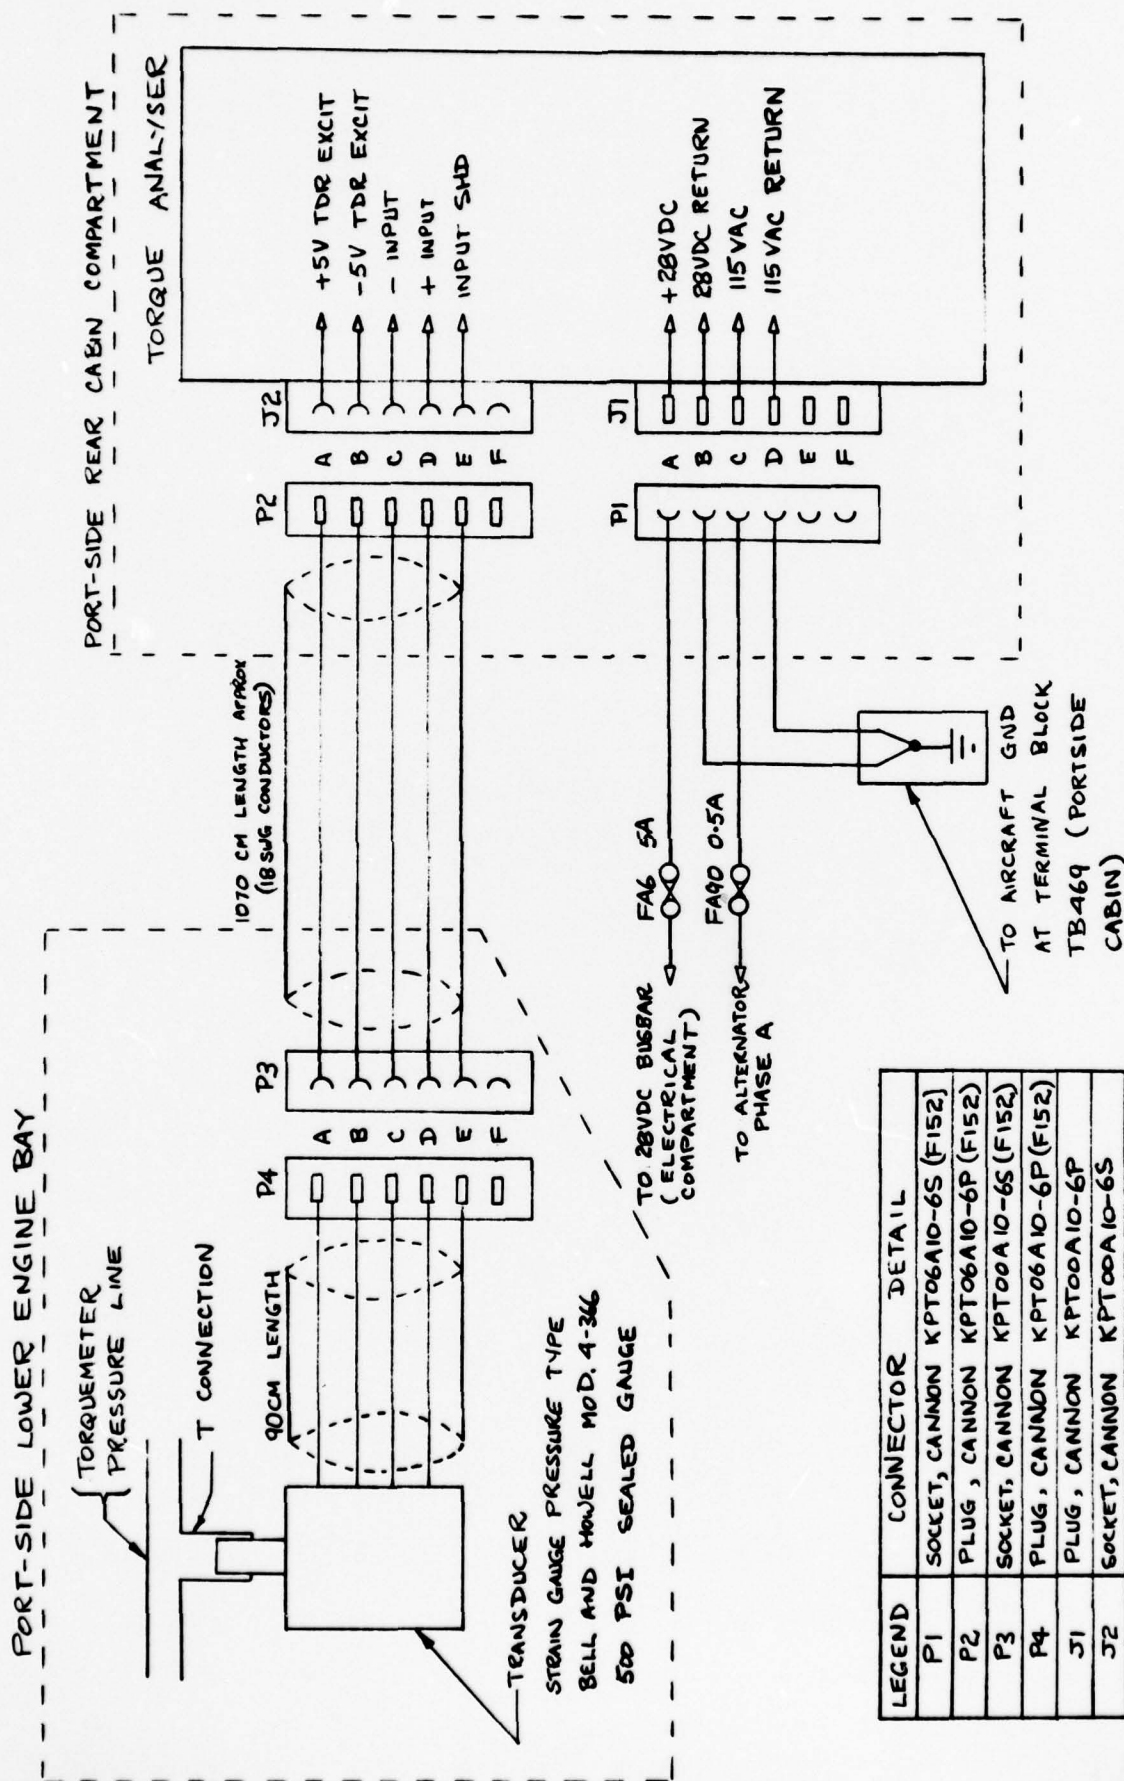 PORT-SIDE LOWER ENGINE BAY
TORQUEMETER
PRESSURE LINE
T CONNECTION
90CM LENGTH
TRANSDUCER
STRAIN GAUGE PRESSURE TYPE
BELL AND HOWELL MOD. 4-366
500 PSI SEALED GAUGE
P4
A
B
C
D
E
F
P3
1070 CM LENGTH APPROX
(18 SWG CONDUCTORS)
PORT-SIDE REAR CABIN COMPARTMENT
TORQUE ANALYSER
P2
A
B
C
D
E
F
J2
+5V TDR EXCIT
-5V TDR EXCIT
- INPUT
+ INPUT
INPUT SHD
P1
A
B
C
D
E
F
J1
+28VDC
28VDC RETURN
115VAC
115VAC RETURN
TO 28VDC BUSBAR
(ELECTRICAL
COMPARTMENT)
FA6 5A
TO ALTERNATOR
PHASE A
FA90 0.5A
TO AIRCRAFT GND
AT TERMINAL BLOCK
TB469 (PORTSIDE
CABIN)
LEGEND CONNECTOR DETAIL
P1 SOCKET, CANNON KPT06A10-6S (F152)
P2 PLUG, CANNON KPT06A10-6P (F152)
P3 SOCKET, CANNON KPT00A10-6S (F152)
P4 PLUG, CANNON KPT06A10-6P (F152)
J1 PLUG, CANNON KPT00A10-6P
J2 SOCKET, CANNON KPT00A10-6S